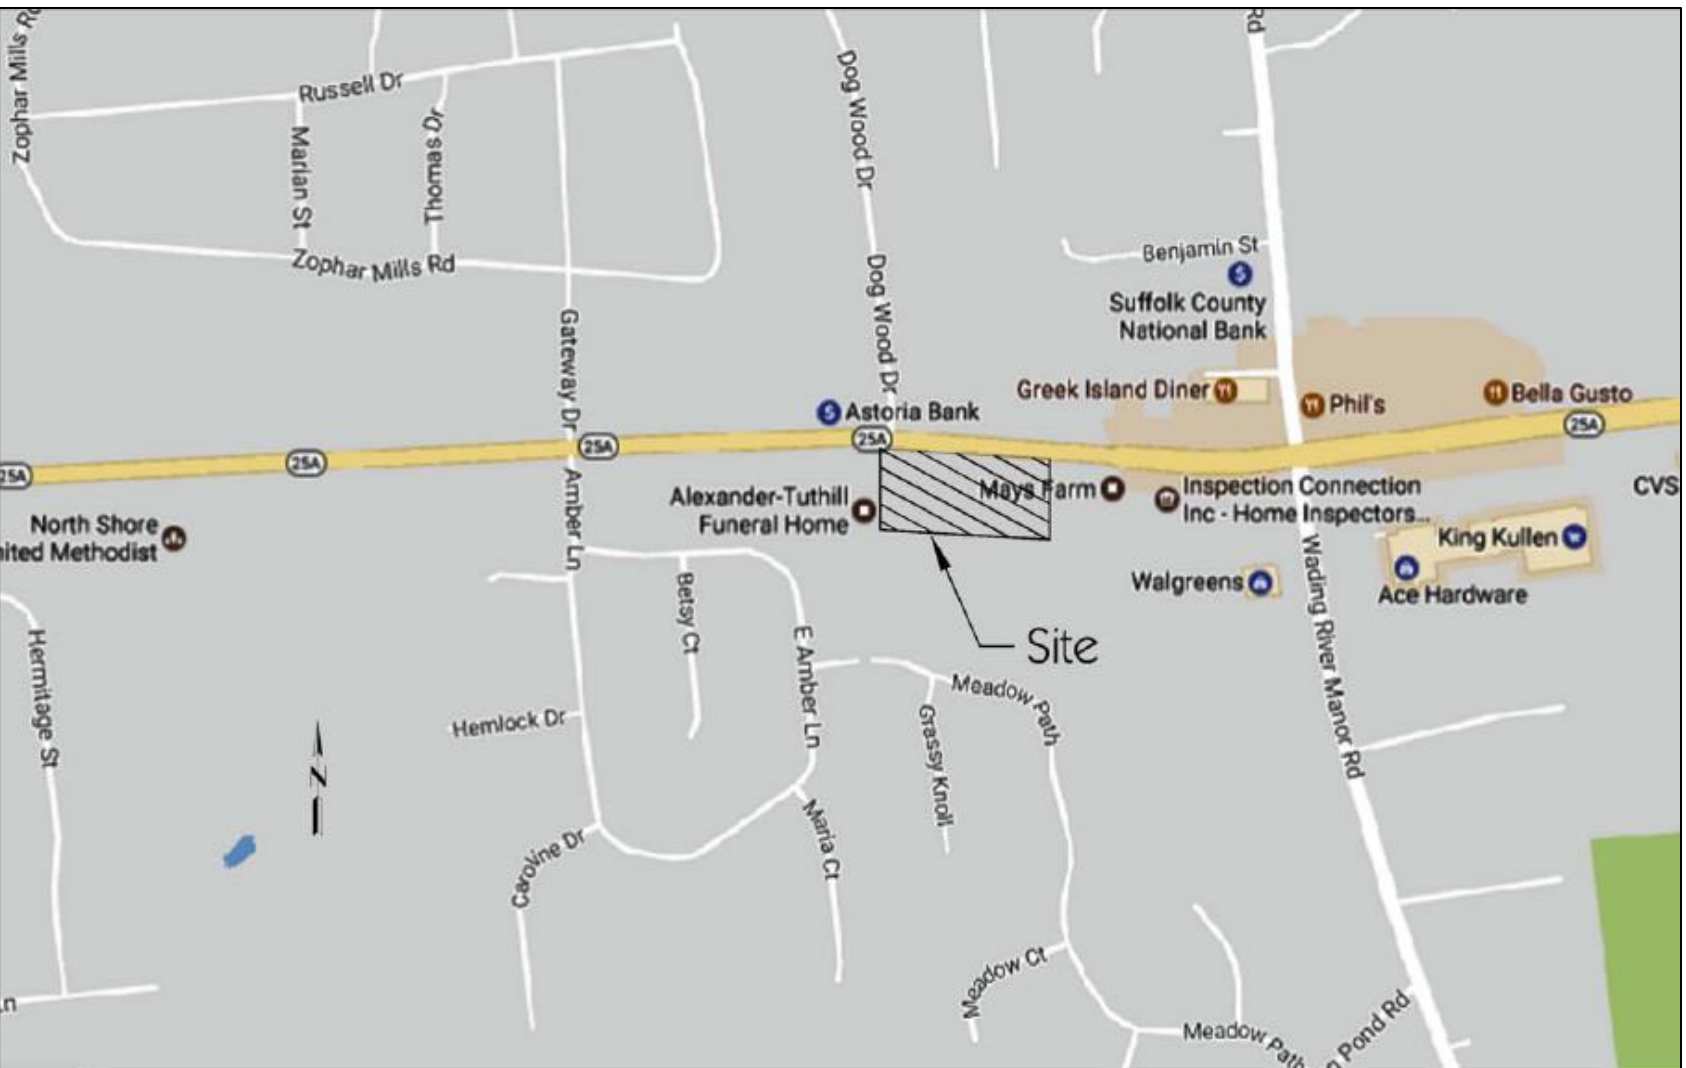 Zophar Mills Rd
Russell Dr
Marian St
Thomas Dr
Zophar Mills Rd
Dog Wood Dr
Rd
Benjamin St
Suffolk County
National Bank
Dog Wood Dr
Gateway Dr
Greek Island Diner
Phil's
Bella Gusto
Astoria Bank
25A
25A
25A
25A
25A
Amber Ln
Alexander-Tuthill
Funeral Home
Mays Farm
Inspection Connection
Inc - Home Inspectors...
CVS
North Shore
nited Methodist
King Kullen
Walgreens
Ace Hardware
Wading River Manor Rd
Betsy Ct
E Amber Ln
Site
Hermitage St
Meadow Path
Grassy Knoll
Hemlock Dr
N
Caroline Dr
Maria Ct
Meadow Ct
Ln
Meadow Path
Pond Rd